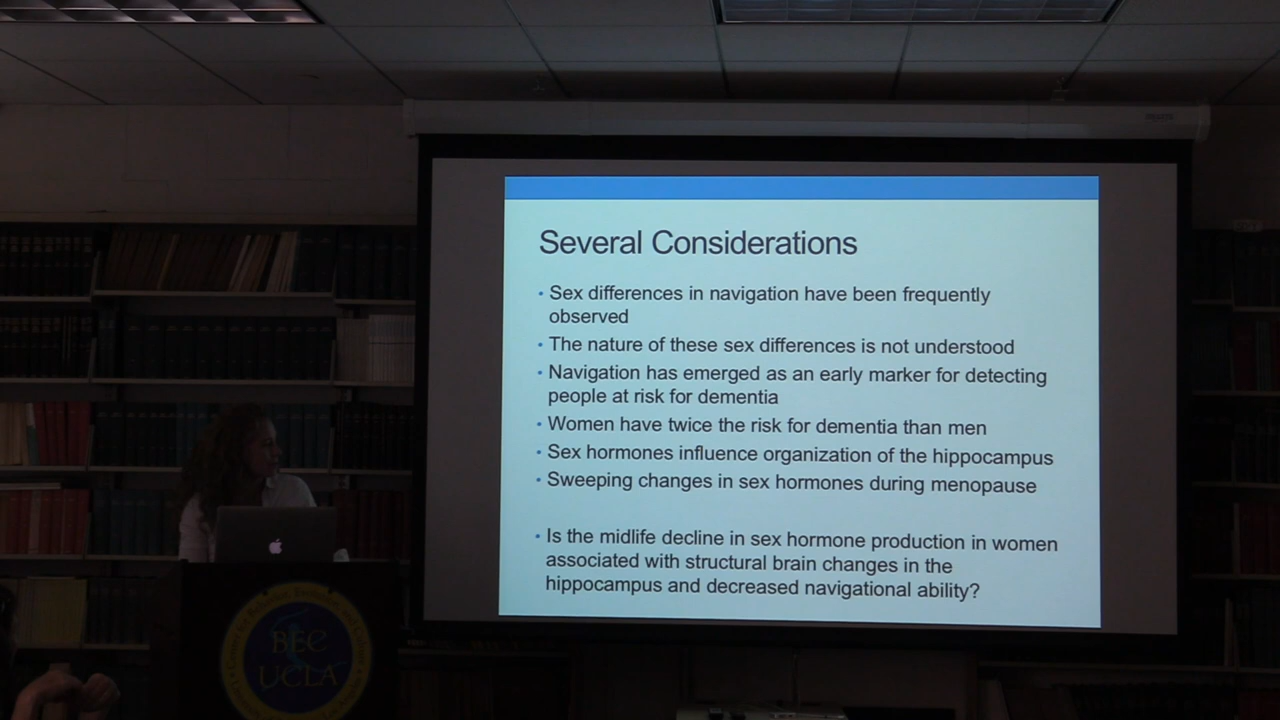 Several Considerations
• Sex differences in navigation have been frequently
observed
• The nature of these sex differences is not understood
• Navigation has emerged as an early marker for detecting
people at risk for dementia
• Women have twice the risk for dementia than men
• Sex hormones influence organization of the hippocampus
• Sweeping changes in sex hormones during menopause
• Is the midlife decline in sex hormone production in women
associated with structural brain changes in the
hippocampus and decreased navigational ability?
BEC
UCLA